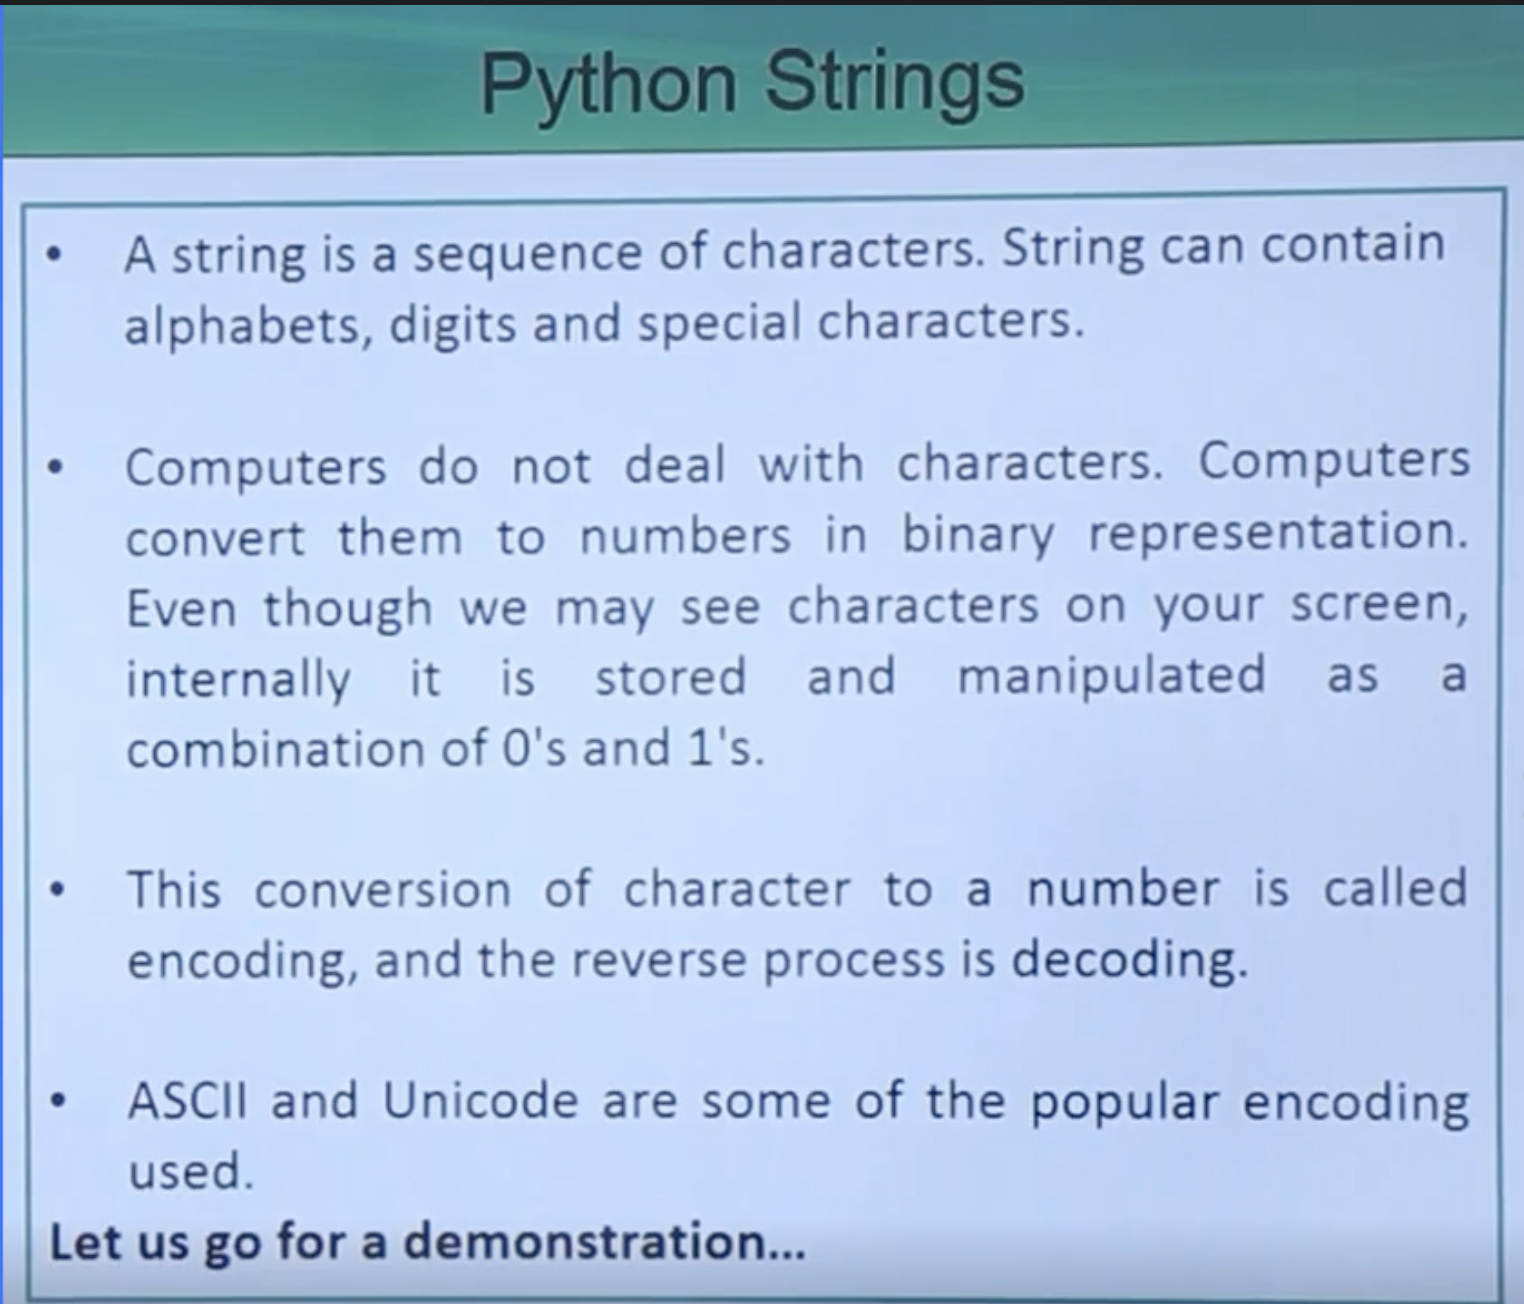 Python Strings
• A string is a sequence of characters. String can contain
alphabets, digits and special characters.
• Computers do not deal with characters. Computers
convert them to numbers in binary representation.
Even though we may see characters on your screen,
internally it is stored and manipulated as a
combination of 0's and 1's.
• This conversion of character to a number is called
encoding, and the reverse process is decoding.
• ASCII and Unicode are some of the popular encoding
used.
Let us go for a demonstration...